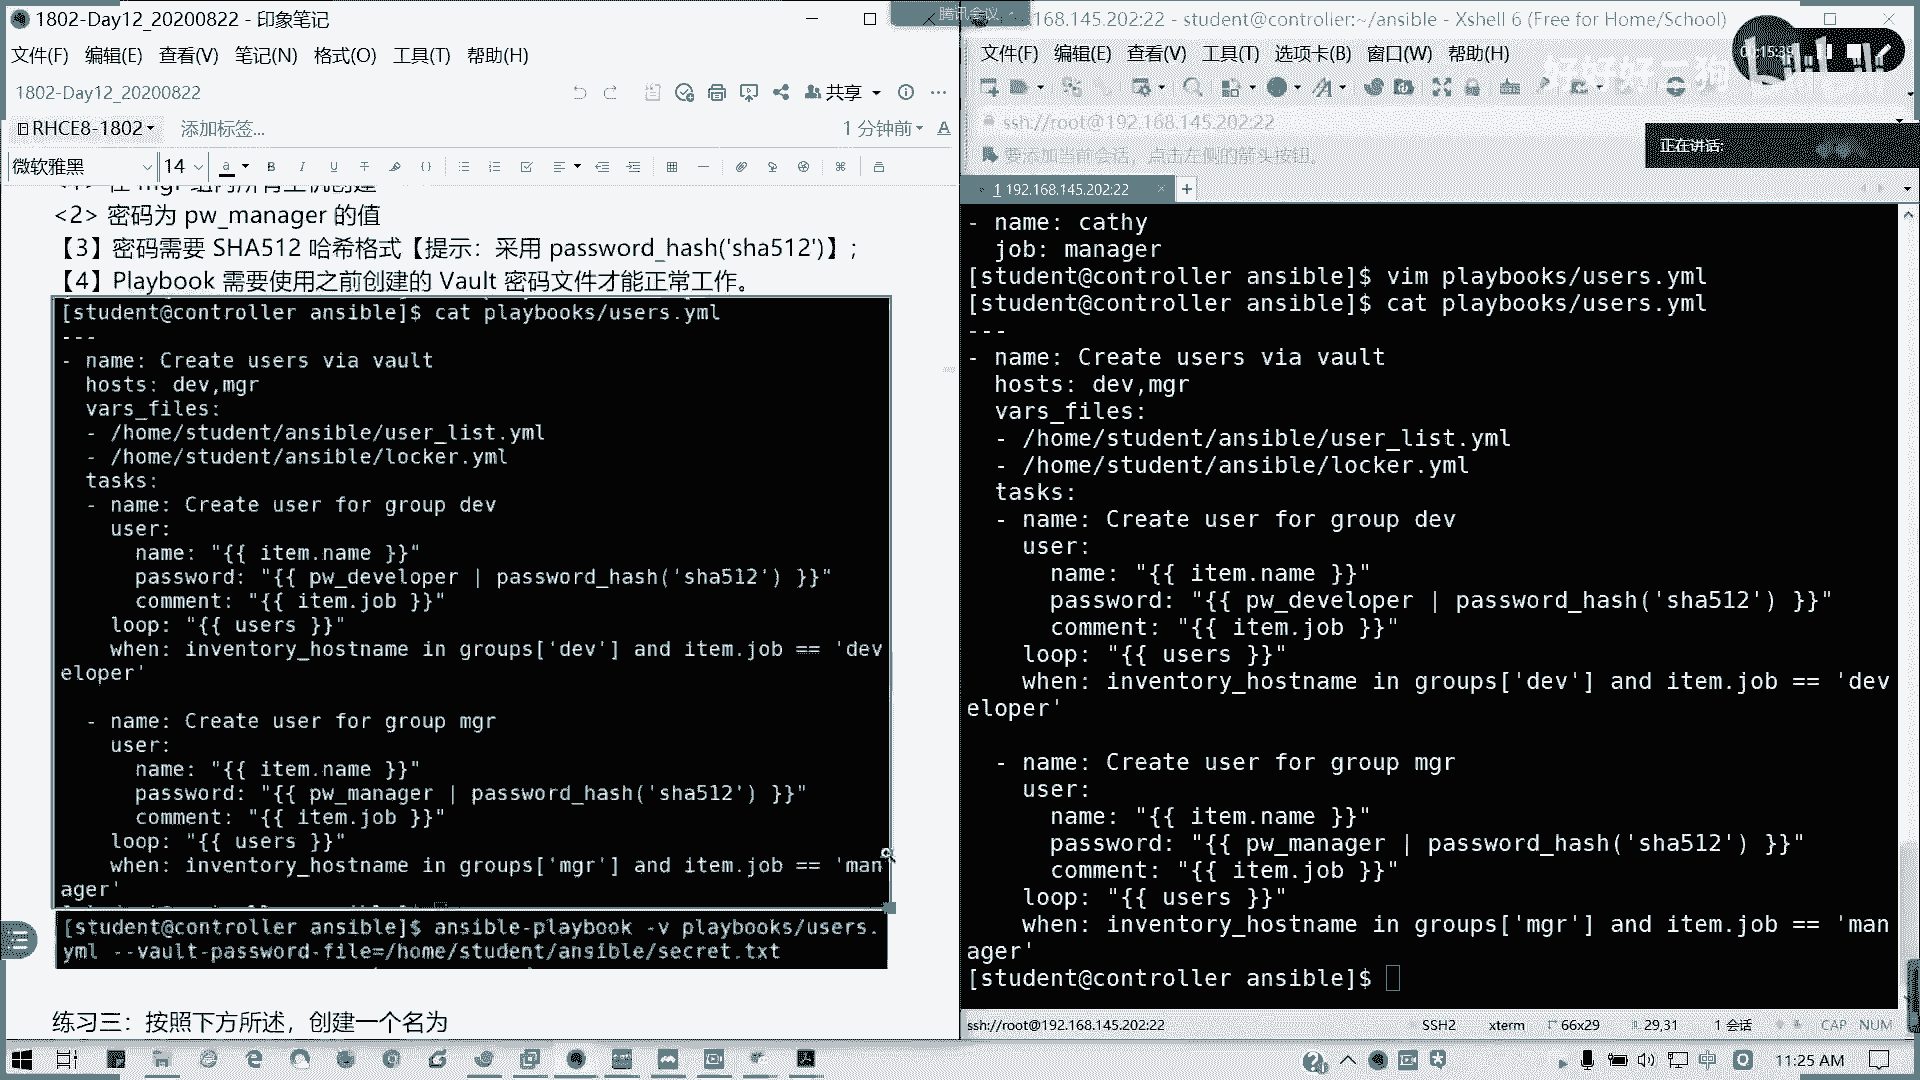 1802-Day12_20200822 - 印象笔记
文件(F) 编辑(E) 查看(V) 笔记(N) 格式(O) 工具(T) 帮助(H)
1802-Day12_20200822
共享
RHCE8-1802 添加标签...
1 分钟前
微软雅黑 14
<2> 密码为 pw_manager 的值
【3】密码需要 SHA512 哈希格式【提示：采用 password_hash('sha512')】；
【4】Playbook 需要使用之前创建的 Vault 密码文件才能正常工作。
[student@controller ansible]$ cat playbooks/users.yml
---
- name: Create users via vault
  hosts: dev,mgr
  vars_files:
  - /home/student/ansible/user_list.yml
  - /home/student/ansible/locker.yml
  tasks:
  - name: Create user for group dev
    user:
      name: "{{ item.name }}"
      password: "{{ pw_developer | password_hash('sha512') }}"
      comment: "{{ item.job }}"
    loop: "{{ users }}"
    when: inventory_hostname in groups['dev'] and item.job == 'dev
eloper'
  - name: Create user for group mgr
    user:
      name: "{{ item.name }}"
      password: "{{ pw_manager | password_hash('sha512') }}"
      comment: "{{ item.job }}"
    loop: "{{ users }}"
    when: inventory_hostname in groups['mgr'] and item.job == 'man
ager'
[student@controller ansible]$ ansible-playbook -v playbooks/users.
yml --vault-password-file=/home/student/ansible/secret.txt
练习三：按照下方所述，创建一个名为
腾讯会议
168.145.202:22 - student@controller:~/ansible - Xshell 6 (Free for Home/School)
文件(F) 编辑(E) 查看(V) 工具(T) 选项卡(B) 窗口(W) 帮助(H)
ssh://root@192.168.145.202:22
要添加当前会话，点击左侧的箭头按钮。
正在讲话:
1 192.168.145.202:22
- name: cathy
  job: manager
[student@controller ansible]$ vim playbooks/users.yml
[student@controller ansible]$ cat playbooks/users.yml
---
- name: Create users via vault
  hosts: dev,mgr
  vars_files:
  - /home/student/ansible/user_list.yml
  - /home/student/ansible/locker.yml
  tasks:
  - name: Create user for group dev
    user:
      name: "{{ item.name }}"
      password: "{{ pw_developer | password_hash('sha512') }}"
      comment: "{{ item.job }}"
    loop: "{{ users }}"
    when: inventory_hostname in groups['dev'] and item.job == 'dev
eloper'
  - name: Create user for group mgr
    user:
      name: "{{ item.name }}"
      password: "{{ pw_manager | password_hash('sha512') }}"
      comment: "{{ item.job }}"
    loop: "{{ users }}"
    when: inventory_hostname in groups['mgr'] and item.job == 'man
ager'
[student@controller ansible]$
ssh://root@192.168.145.202:22 SSH2 xterm 66x29 29,31 1 会话 CAP NUM
中 11:25 AM